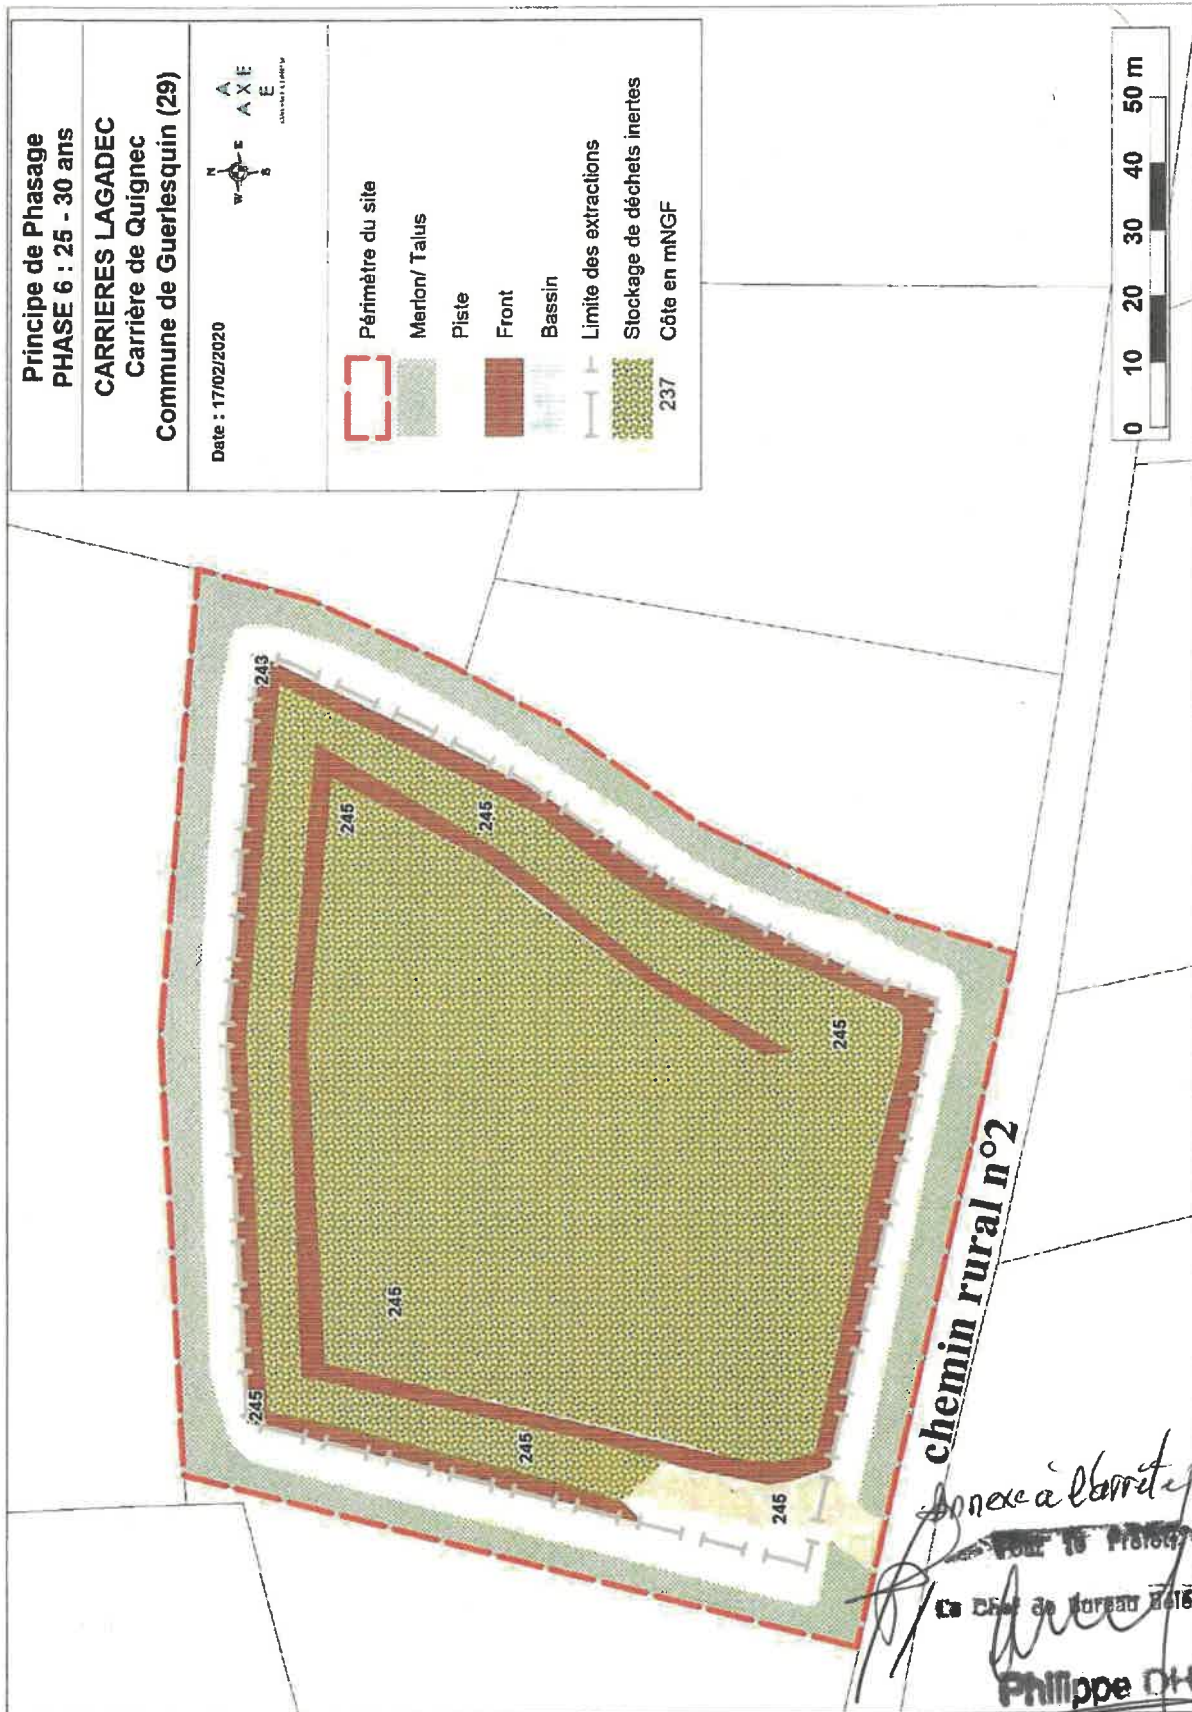 Principe de Phasage
PHASE 6 : 25 - 30 ans
CARRIERES LAGADEC
Carrière de Quignec
Commune de Guerlesquin (29)
Date : 17/02/2020
N
W E
S
A
AXE
E
Périmètre du site
Merlon/ Talus
Piste
Front
Bassin
Limite des extractions
Stockage de déchets inertes
237 Côte en mNGF
243
245
245
245
245
245
245
245
chemin rural n°2
0 10 20 30 40 50 m
Annexe à l'arrêté
Pour le
Le Chef de Bureau
Philippe